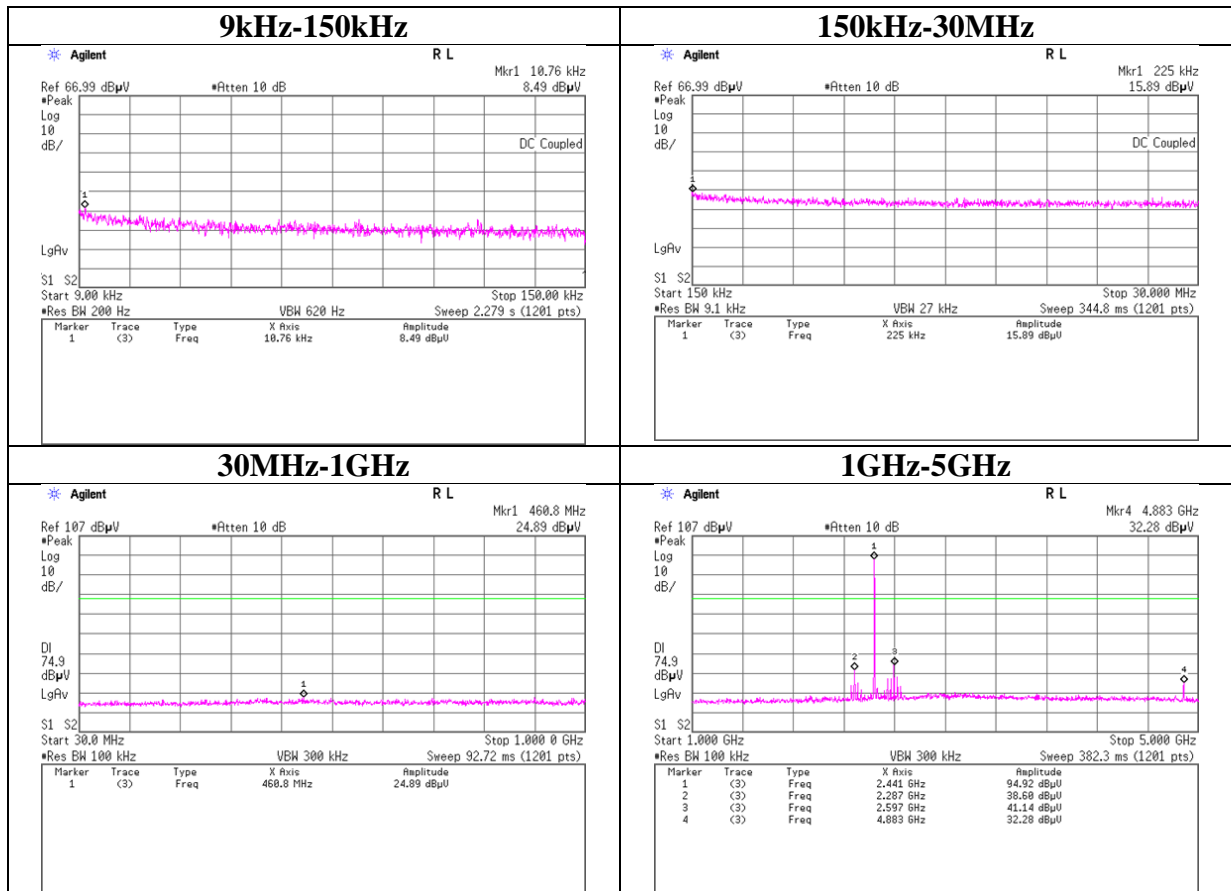 9kHz-150kHz
Agilent R L
Mkr1 10.76 kHz
Ref 66.99 dBµV #Atten 10 dB 8.49 dBµV
#Peak
Log
10
dB/
DC Coupled
1
LgAv
S1 S2
Start 9.00 kHz Stop 150.00 kHz
#Res BW 200 Hz VBW 620 Hz Sweep 2.279 s (1201 pts)
Marker Trace Type X Axis Amplitude
1 (3) Freq 10.76 kHz 8.49 dBµV
150kHz-30MHz
Agilent R L
Mkr1 225 kHz
Ref 66.99 dBµV #Atten 10 dB 15.89 dBµV
#Peak
Log
10
dB/
DC Coupled
1
LgAv
S1 S2
Start 150 kHz Stop 30.000 MHz
#Res BW 9.1 kHz VBW 27 kHz Sweep 344.8 ms (1201 pts)
Marker Trace Type X Axis Amplitude
1 (3) Freq 225 kHz 15.89 dBµV
30MHz-1GHz
Agilent R L
Mkr1 460.8 MHz
Ref 107 dBµV #Atten 10 dB 24.89 dBµV
#Peak
Log
10
dB/
DI
74.9
dBµV
1
LgAv
S1 S2
Start 30.0 MHz Stop 1.000 0 GHz
#Res BW 100 kHz VBW 300 kHz Sweep 92.72 ms (1201 pts)
Marker Trace Type X Axis Amplitude
1 (3) Freq 460.8 MHz 24.89 dBµV
1GHz-5GHz
Agilent R L
Mkr4 4.883 GHz
Ref 107 dBµV #Atten 10 dB 32.28 dBµV
#Peak
1
Log
10
dB/
DI
74.9
dBµV
2 3 4
LgAv
S1 S2
Start 1.000 GHz Stop 5.000 GHz
#Res BW 100 kHz VBW 300 kHz Sweep 382.3 ms (1201 pts)
Marker Trace Type X Axis Amplitude
1 (3) Freq 2.441 GHz 94.92 dBµV
2 (3) Freq 2.287 GHz 38.60 dBµV
3 (3) Freq 2.597 GHz 41.14 dBµV
4 (3) Freq 4.883 GHz 32.28 dBµV